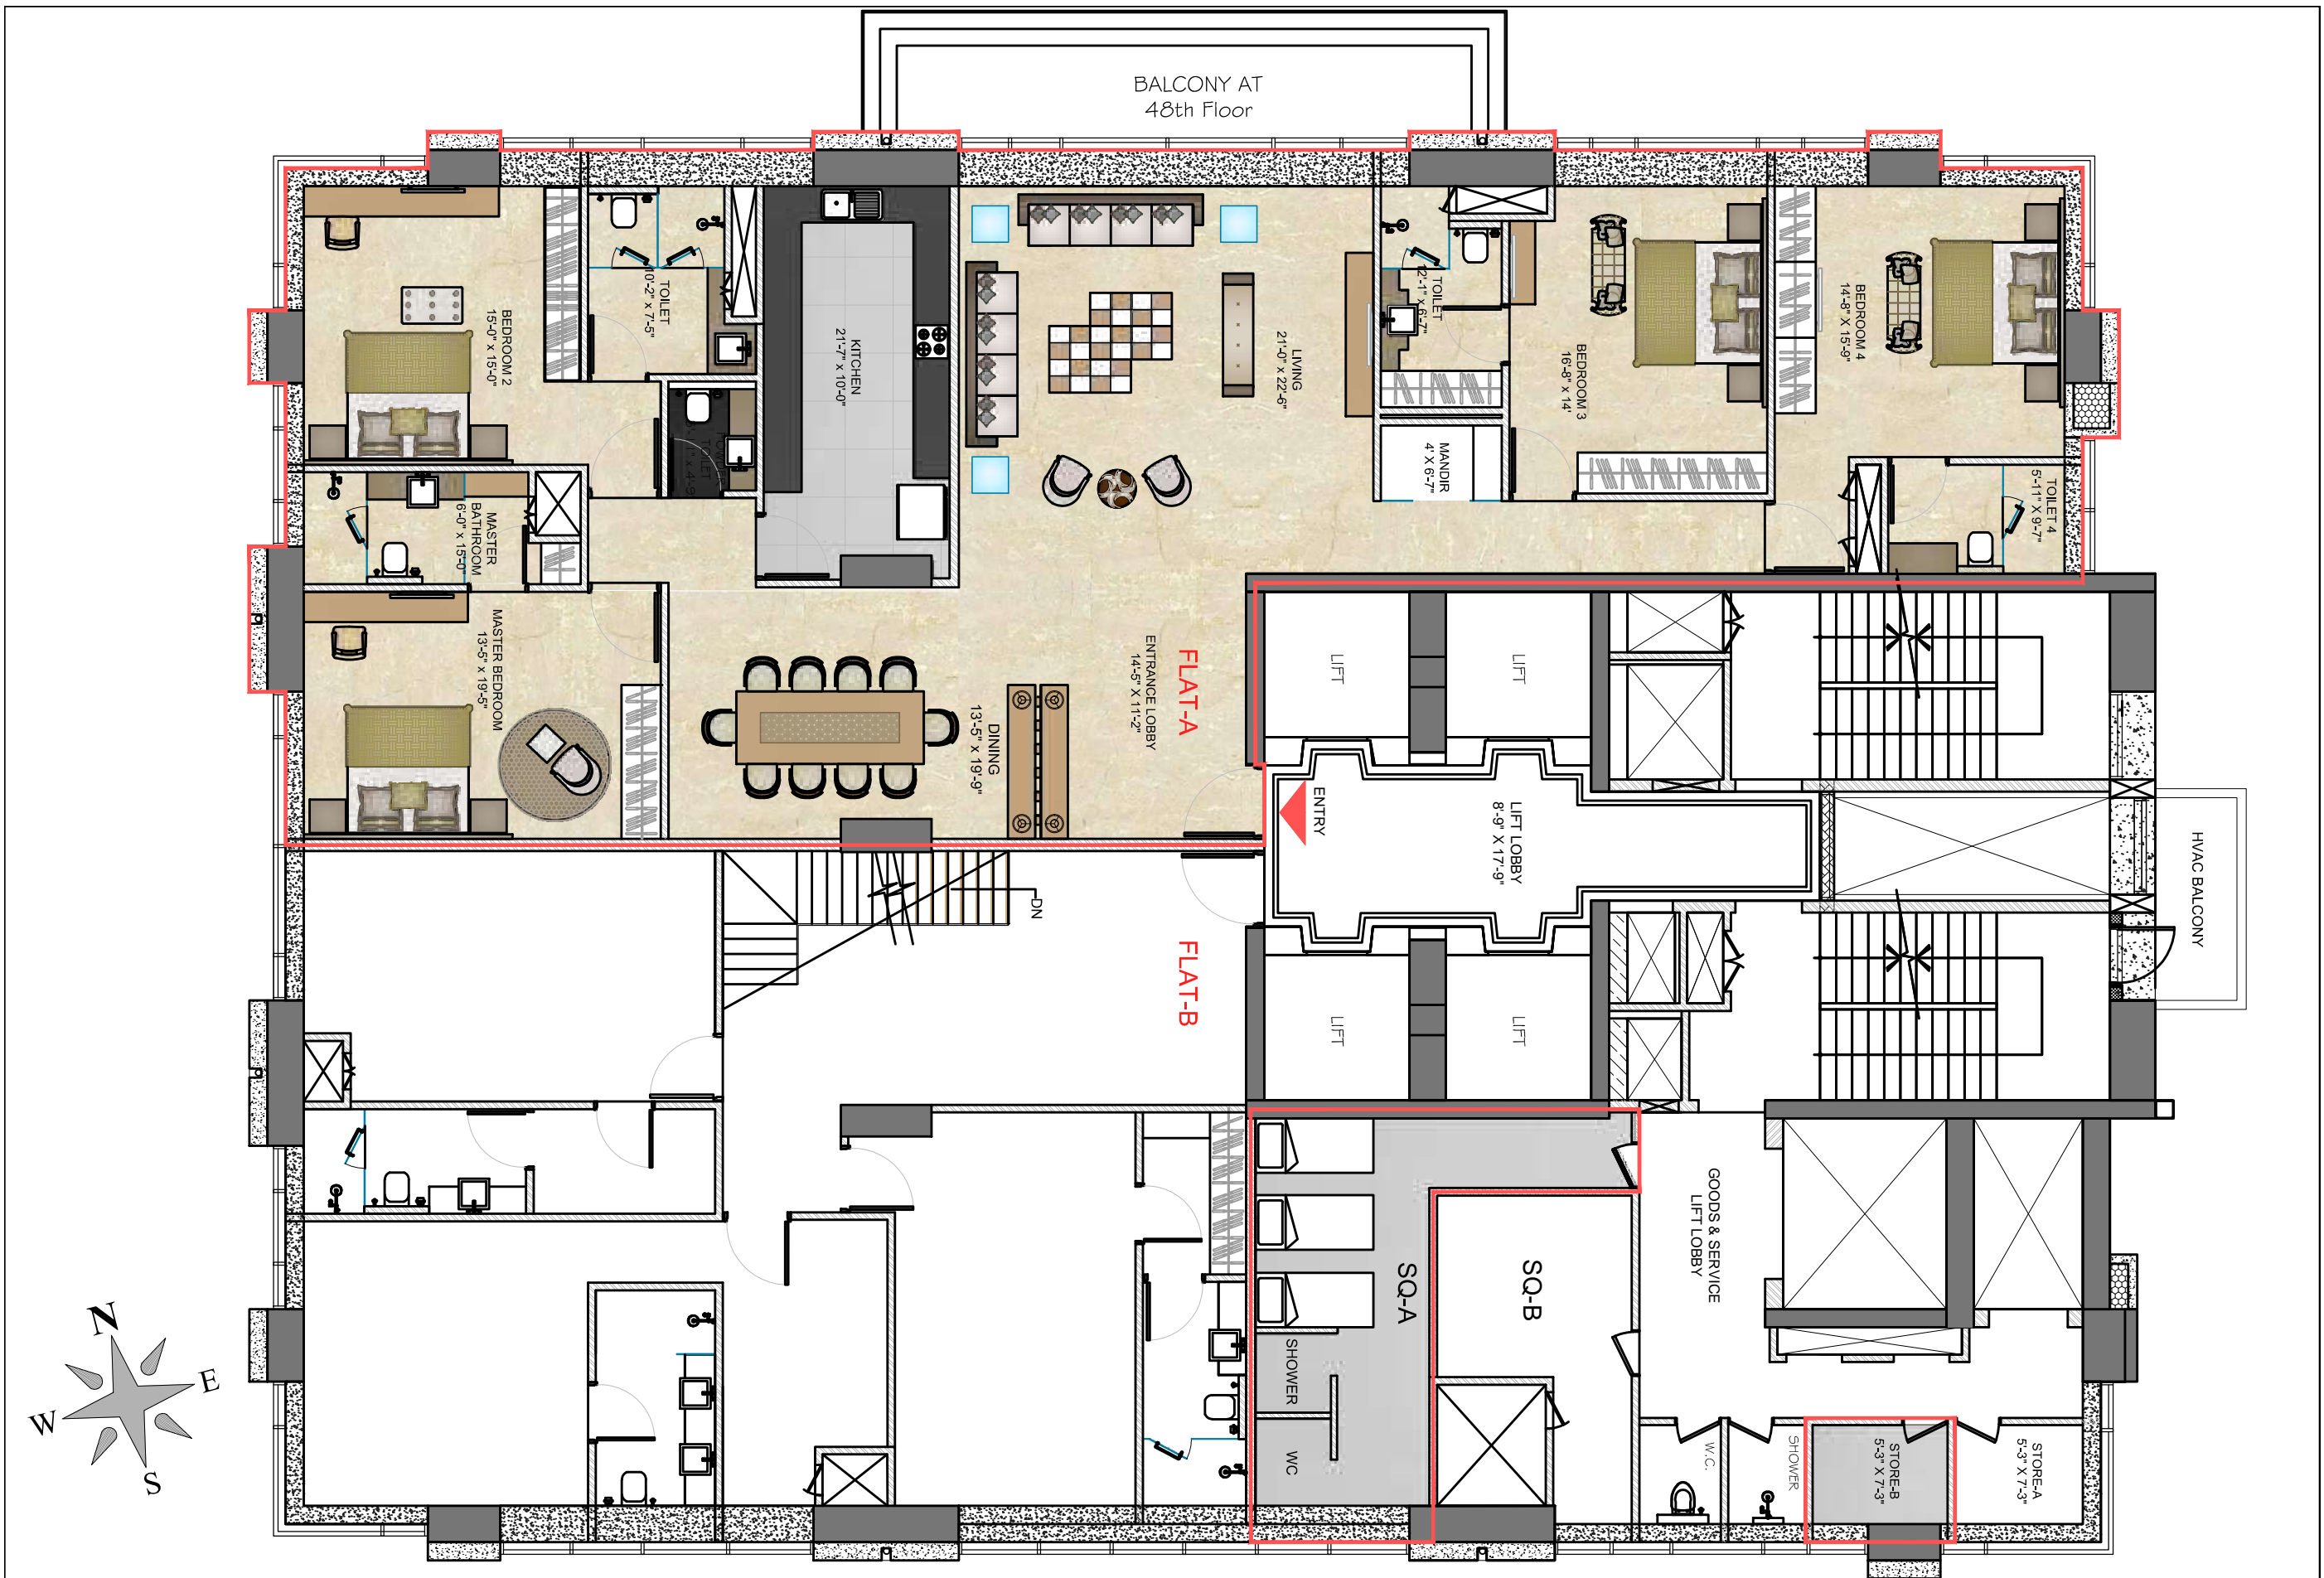 BALCONY AT
48th Floor
BEDROOM 2
15'-0" x 15'-0"
TOILET
10'-2" x 7'-5"
KITCHEN
21'-7" x 10'-0"
LIVING
21'-0" x 22'-6"
TOILET
12'-1" x 6'-7"
MANDIR
4' X 6'-7"
BEDROOM 3
16'-8" x 14'
BEDROOM 4
14'-8" X 15'-9"
TOILET 4
5'-11" X 9'-7"
TOILET
MASTER
BATHROOM
6'-0" x 15'-0"
MASTER BEDROOM
13'-5" x 19'-5"
DINING
13'-5" x 19'-9"
ENTRANCE LOBBY
14'-5" X 11'-2"
FLAT-A
LIFT
LIFT
ENTRY
LIFT LOBBY
8'-9" X 17'-9"
HVAC BALCONY
DN
FLAT-B
LIFT
LIFT
GOODS & SERVICE
LIFT LOBBY
SQ-A
SQ-B
SHOWER
WC
W.C.
SHOWER
STORE-B
5'-3" X 7'-3"
STORE-A
5'-3" X 7'-3"
N
E
W
S